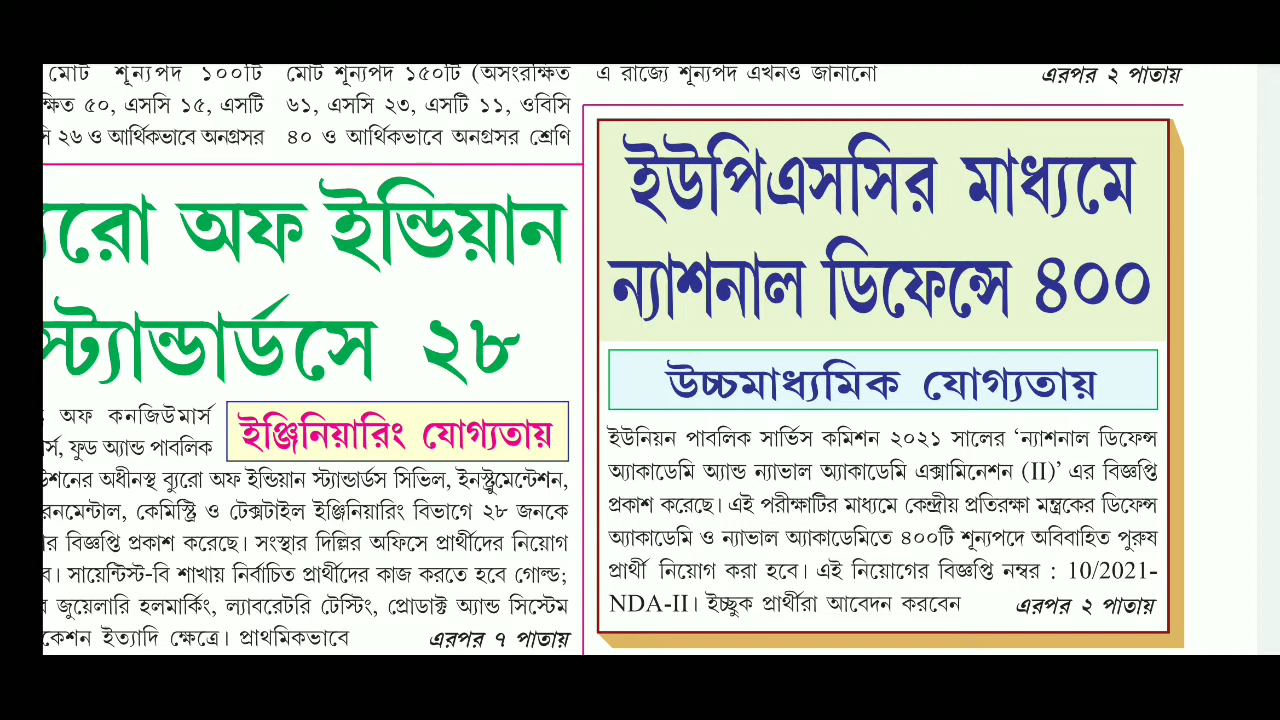 মোট শূন্যপদ ১০০টি
ক্ষিত ৫০, এসসি ১৫, এসটি
২৬ ও আর্থিকভাবে অনগ্রসর
মোট শূন্যপদ ১৫০টি (অসংরক্ষিত
৬১, এসসি ২৩, এসটি ১১, ওবিসি
৪০ ও আর্থিকভাবে অনগ্রসর শ্রেণি
এ রাজ্যে শূন্যপদ এখনও জানানো
এরপর ২ পাতায়
ব্যুরো অফ ইন্ডিয়ান
স্ট্যান্ডার্ডসে ২৮
অফ কনজিউমার্স
র্স, ফুড অ্যান্ড পাবলিক
ইঞ্জিনিয়ারিং যোগ্যতায়
উশনের অধীনস্থ ব্যুরো অফ ইন্ডিয়ান স্ট্যান্ডার্ডস সিভিল, ইনস্ট্রুমেন্টেশন,
রনমেন্টাল, কেমিস্ট্রি ও টেক্সটাইল ইঞ্জিনিয়ারিং বিভাগে ২৮ জনকে
র বিজ্ঞপ্তি প্রকাশ করেছে। সংস্থার দিল্লির অফিসে প্রার্থীদের নিয়োগ
বে। সায়েন্টিস্ট-বি শাখায় নির্বাচিত প্রার্থীদের কাজ করতে হবে গোল্ড;
জুয়েলারি হলমার্কিং, ল্যাবরেটরি টেস্টিং, প্রোডাক্ট অ্যান্ড সিস্টেম
কেশন ইত্যাদি ক্ষেত্রে। প্রাথমিকভাবে
এরপর ৭ পাতায়
ইউপিএসসির মাধ্যমে
ন্যাশনাল ডিফেন্সে ৪০০
উচ্চমাধ্যমিক যোগ্যতায়
ইউনিয়ন পাবলিক সার্ভিস কমিশন ২০২১ সালের ‘ন্যাশনাল ডিফেন্স
অ্যাকাডেমি অ্যান্ড ন্যাভাল অ্যাকাডেমি এক্সামিনেশন (II)’ এর বিজ্ঞপ্তি
প্রকাশ করেছে। এই পরীক্ষাটির মাধ্যমে কেন্দ্রীয় প্রতিরক্ষা মন্ত্রকের ডিফেন্স
অ্যাকাডেমি ও ন্যাভাল অ্যাকাডেমিতে ৪০০টি শূন্যপদে অবিবাহিত পুরুষ
প্রার্থী নিয়োগ করা হবে। এই নিয়োগের বিজ্ঞপ্তি নম্বর : 10/2021-
NDA-II। ইচ্ছুক প্রার্থীরা আবেদন করবেন
এরপর ২ পাতায়